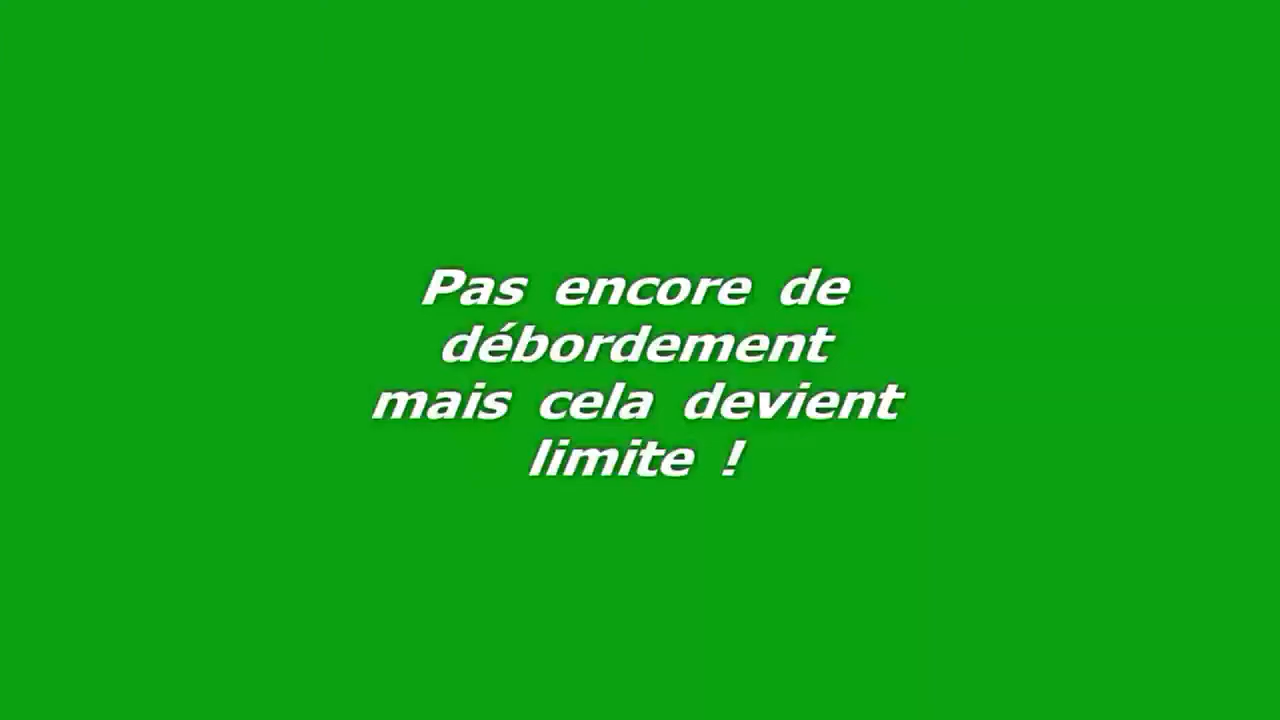 Pas encore de
débordement
mais cela devient
limite !